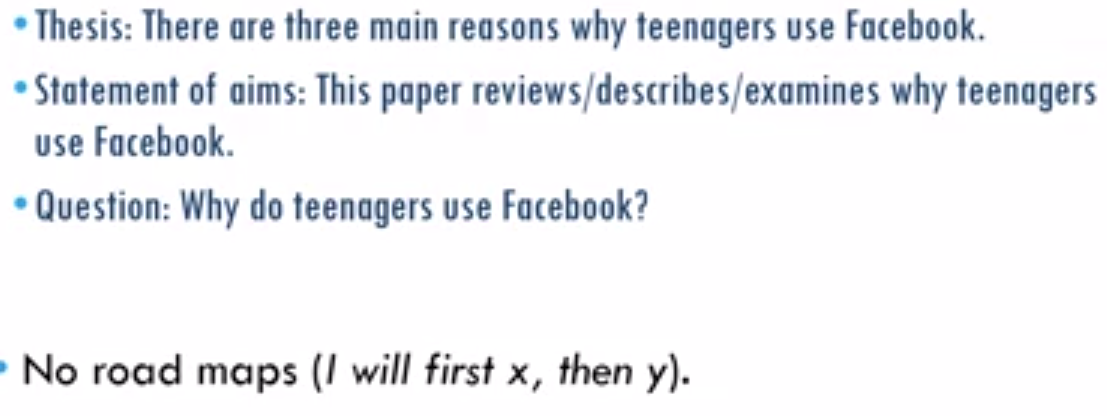 • Thesis: There are three main reasons why teenagers use Facebook.
• Statement of aims: This paper reviews/describes/examines why teenagers
use Facebook.
• Question: Why do teenagers use Facebook?
• No road maps (I will first x, then y).